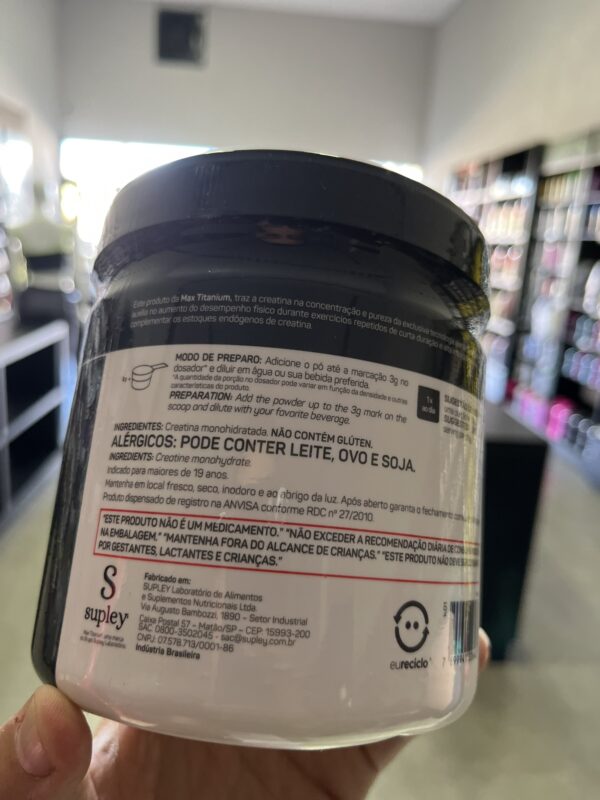 Este produto da Max Titanium, traz a creatina na concentração e pureza da exclusiva tecnologia
auxilia no aumento do desempenho físico durante exercícios repetidos de curta duração e
complementar os estoques endógenos de creatina.
MODO DE PREPARO: Adicione o pó até a marcação 3g no
dosador* e diluir em água ou sua bebida preferida.
*A quantidade da porção no dosador pode variar em função da densidade e outras
características do produto.
PREPARATION: Add the powder up to the 3g mark on the
scoop and dilute with your favorite beverage.
1x
ao dia
INGREDIENTES: Creatina monohidratada. NÃO CONTÉM GLÚTEN.
ALÉRGICOS: PODE CONTER LEITE, OVO E SOJA.
INGREDIENTS: Creatine monohydrate.
Indicado para maiores de 19 anos.
Mantenha em local fresco, seco, inodoro e ao abrigo da luz. Após aberto garanta o fechamento
Produto dispensado de registro na ANVISA conforme RDC nº 27/2010
"ESTE PRODUTO NÃO É UM MEDICAMENTO." "NÃO EXCEDER A RECOMENDAÇÃO DIÁRIA DE
NA EMBALAGEM." "MANTENHA FORA DO ALCANCE DE CRIANÇAS." "ESTE PRODUTO NÃO
POR GESTANTES, LACTANTES E CRIANÇAS."
S
supley
Fabricado em:
SUPLEY Laboratório de Alimentos
e Suplementos Nutricionais Ltda.
Via Augusto Bambozzi, 1890 - Setor Industrial
Caixa Postal 57 - Matão/SP - CEP: 15993-200
SAC 0800-3502045 - sac@supley.com.br
CNPJ: 07.578.713/0001-86
Indústria Brasileira
eureciclo